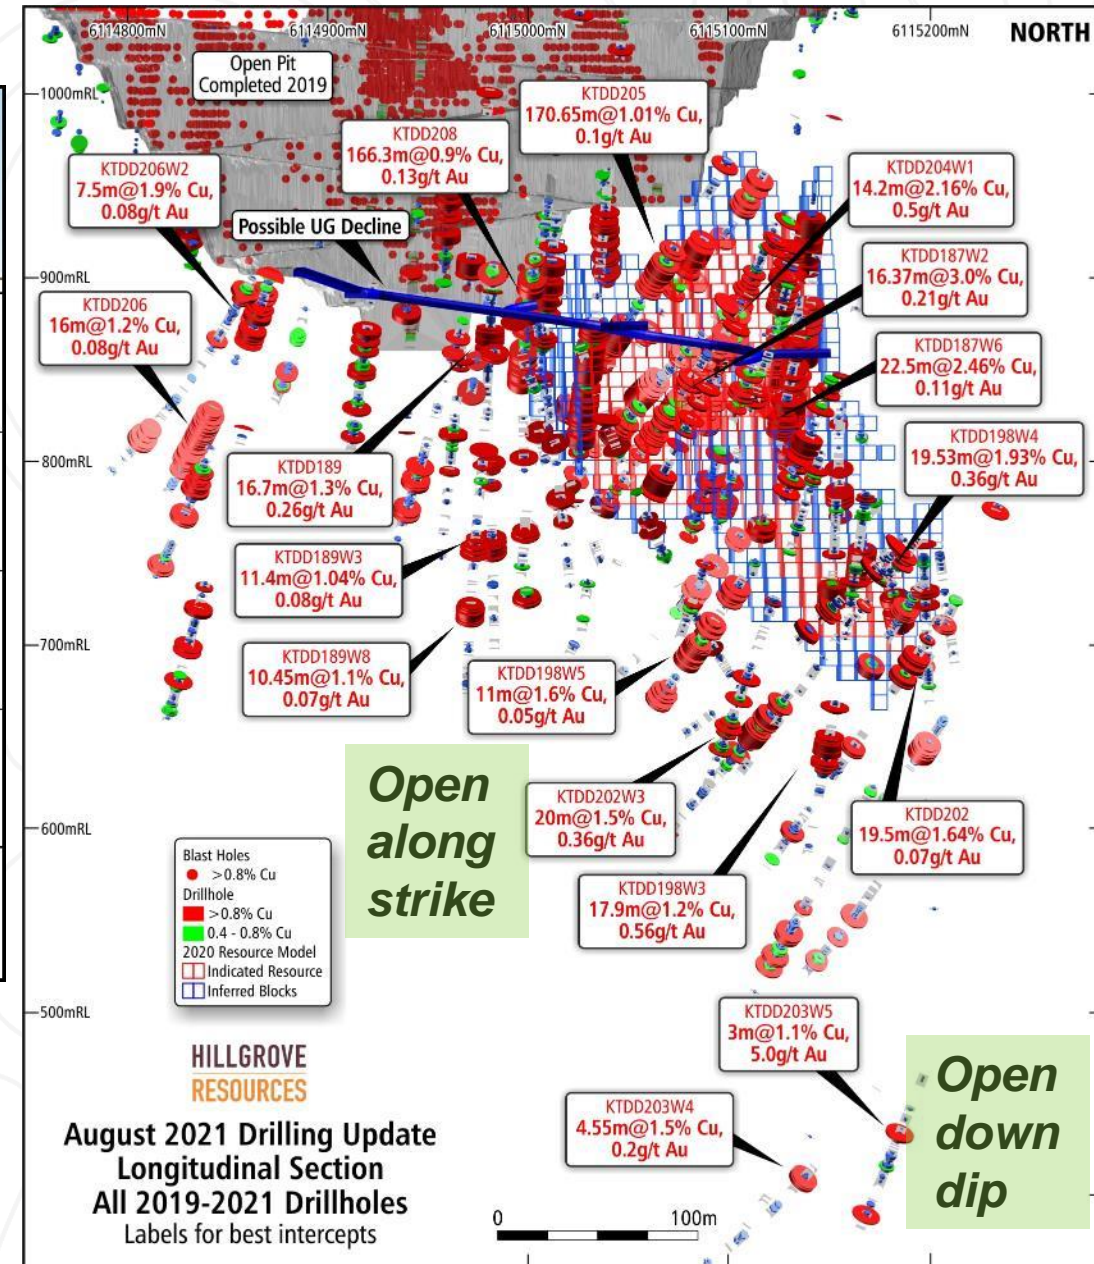 6114800mN
6114900mN
6115000mN
6115100mN
6115200mN
NORTH
Open Pit
Completed 2019
1000mRL
KTDD205
170.65m@1.01% Cu,
0.1g/t Au
KTDD208
166.3m@0.9% Cu,
0.13g/t Au
KTDD206W2
7.5m@1.9% Cu,
0.08g/t Au
KTDD204W1
14.2m@2.16% Cu,
0.5g/t Au
Possible UG Decline
KTDD187W2
16.37m@3.0% Cu,
0.21g/t Au
900mRL
KTDD206
16m@1.2% Cu,
0.08g/t Au
KTDD187W6
22.5m@2.46% Cu,
0.11g/t Au
KTDD198W4
19.53m@1.93% Cu,
0.36g/t Au
800mRL
KTDD189
16.7m@1.3% Cu,
0.26g/t Au
KTDD189W3
11.4m@1.04% Cu,
0.08g/t Au
700mRL
KTDD189W8
10.45m@1.1% Cu,
0.07g/t Au
KTDD198W5
11m@1.6% Cu,
0.05g/t Au
Open
along
strike
KTDD202W3
20m@1.5% Cu,
0.36g/t Au
KTDD202
19.5m@1.64% Cu,
0.07g/t Au
600mRL
KTDD198W3
17.9m@1.2% Cu,
0.56g/t Au
Blast Holes
>0.8% Cu
Drillhole
>0.8% Cu
0.4 - 0.8% Cu
2020 Resource Model
Indicated Resource
Inferred Blocks
500mRL
KTDD203W5
3m@1.1% Cu,
5.0g/t Au
Open
down
dip
HILLGROVE
RESOURCES
KTDD203W4
4.55m@1.5% Cu,
0.2g/t Au
August 2021 Drilling Update
Longitudinal Section
All 2019-2021 Drillholes
Labels for best intercepts
0
100m